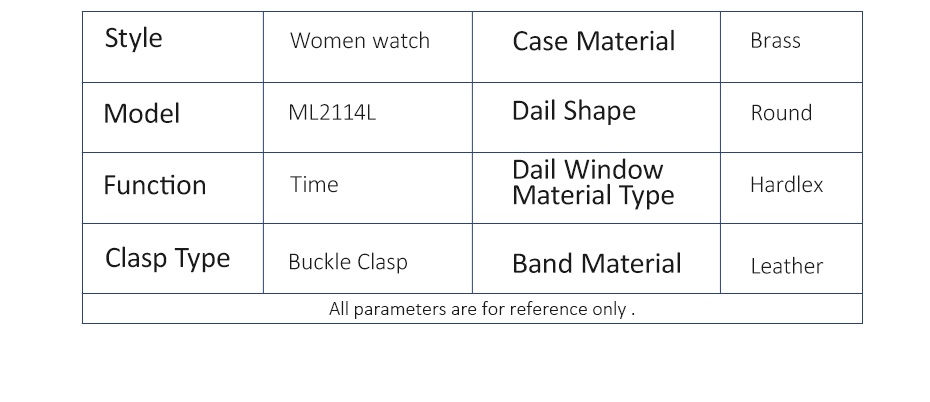 Style Women watch Case Material Brass
Model ML2114L Dail Shape Round
Function Time Dail Window Material Type Hardlex
Clasp Type Buckle Clasp Band Material Leather
All parameters are for reference only .